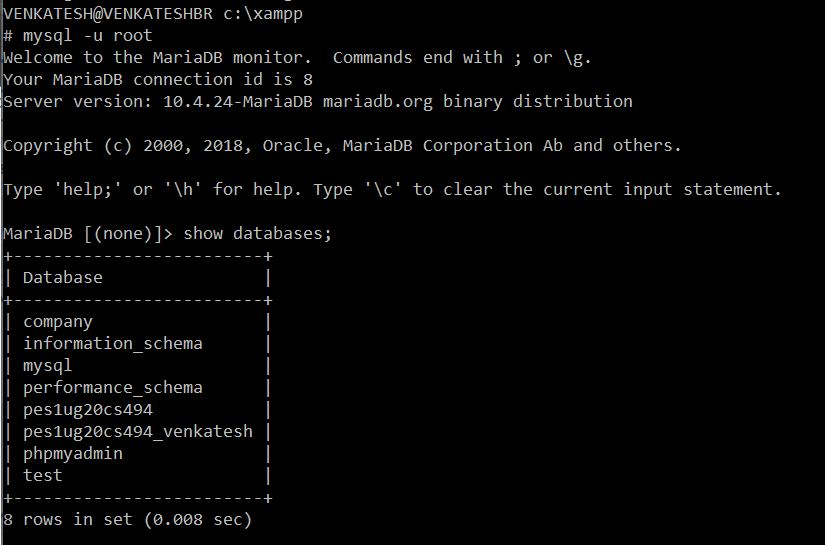 VENKATESH@VENKATESHBR c:\xampp
# mysql -u root
Welcome to the MariaDB monitor.  Commands end with ; or \g.
Your MariaDB connection id is 8
Server version: 10.4.24-MariaDB mariadb.org binary distribution
Copyright (c) 2000, 2018, Oracle, MariaDB Corporation Ab and others.
Type 'help;' or '\h' for help. Type '\c' to clear the current input statement.
MariaDB [(none)]> show databases;
+-------------------------+
| Database                |
+-------------------------+
| company                 |
| information_schema      |
| mysql                   |
| performance_schema      |
| pes1ug20cs494           |
| pes1ug20cs494_venkatesh |
| phpmyadmin              |
| test                    |
+-------------------------+
8 rows in set (0.008 sec)